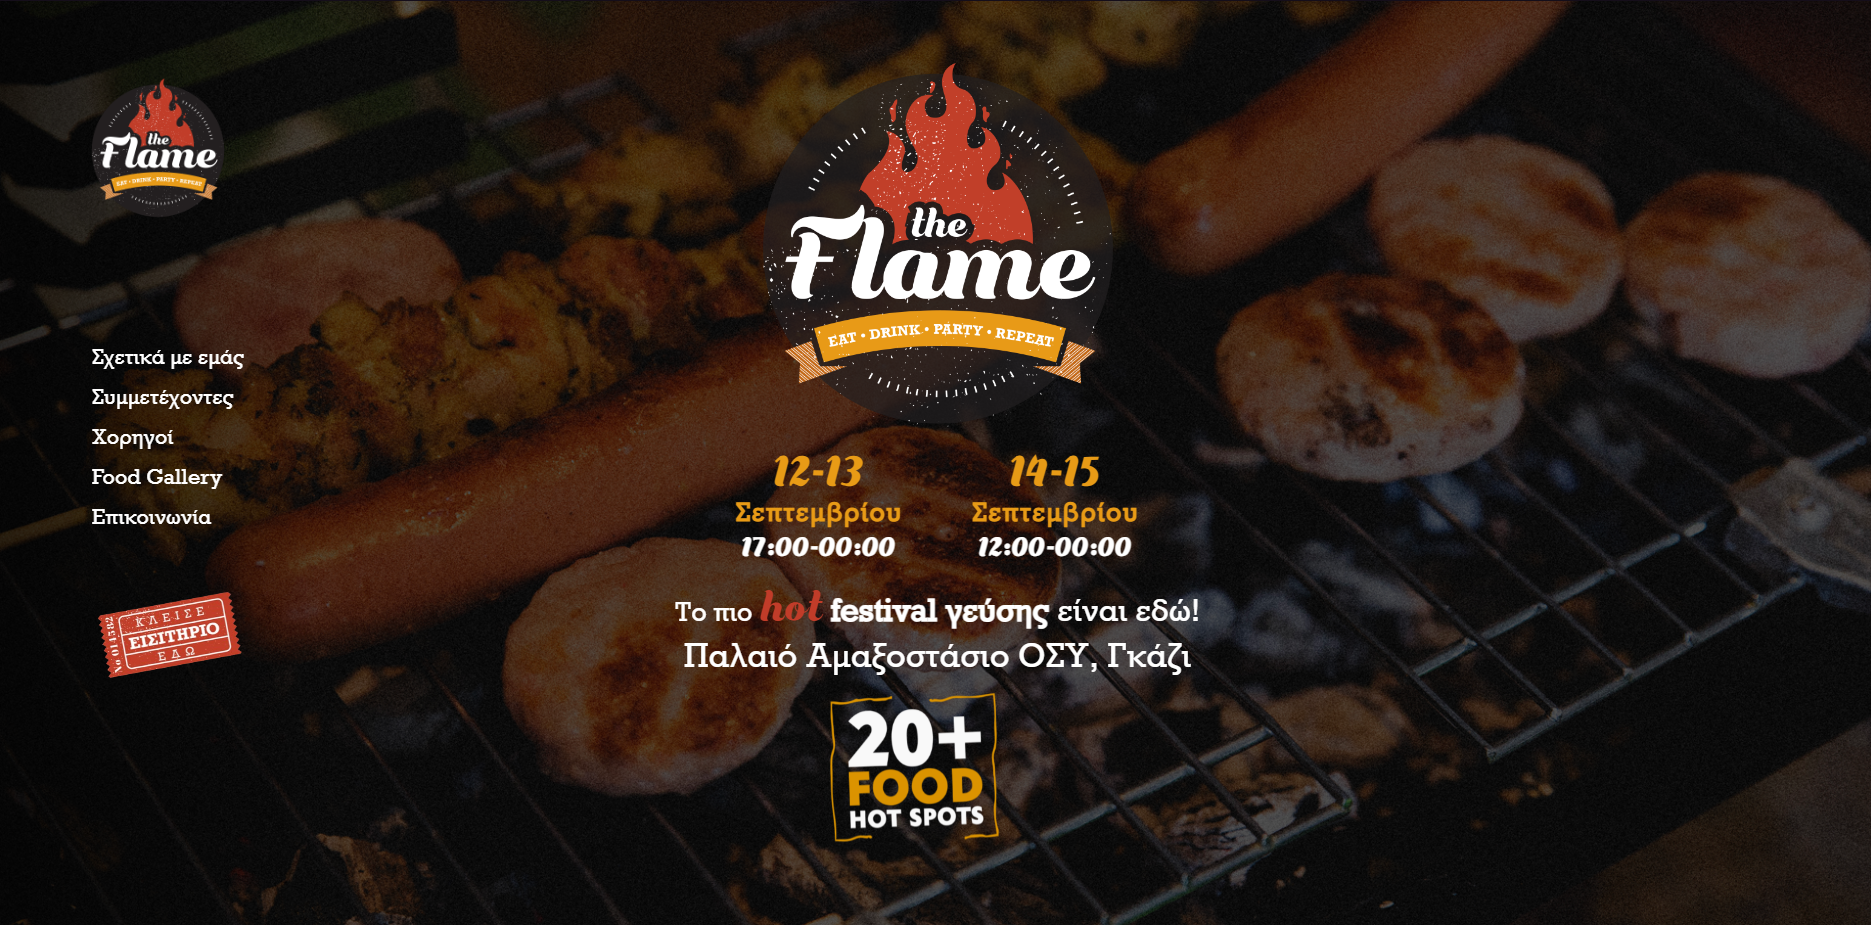 the
Flame
EAT • DRINK • PARTY • REPEAT
Σχετικά με εμάς
Συμμετέχοντες
Χορηγοί
Food Gallery
Επικοινωνία
ΚΛΕΙΣΕ
ΕΙΣΙΤΗΡΙΟ
ΕΔΩ
No 014582
the
Flame
EAT • DRINK • PARTY • REPEAT
12-13
Σεπτεμβρίου
17:00-00:00
14-15
Σεπτεμβρίου
12:00-00:00
Το πιο hot festival γεύσης είναι εδώ!
Παλαιό Αμαξοστάσιο ΟΣΥ, Γκάζι
20+
FOOD
HOT SPOTS